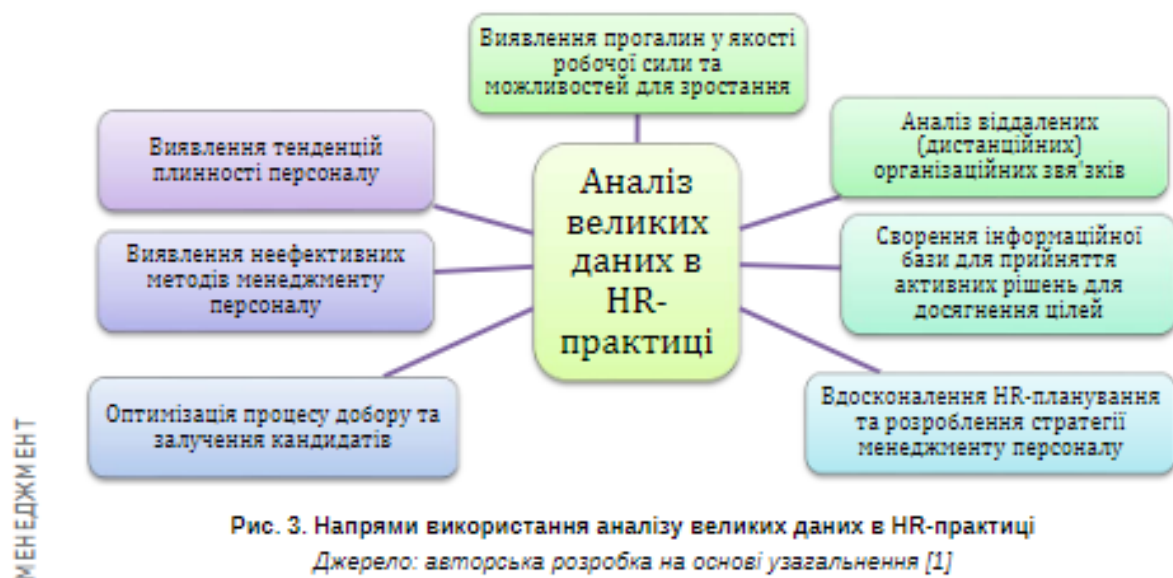 Виявлення прогалин у якості
робочої сили та
можливостей для зростання
Виявлення тенденцій
плинності персоналу
Аналіз віддалених
(дистанційних)
організаційних звя'зків
Аналіз
великих
даних в
HR-
практиці
Виявлення неефективних
методів менеджменту
персоналу
Сворення інформаційної
бази для прийняття
активних рішень для
досягнення цілей
Оптимізація процесу добору та
залучення кандидатів
Вдосконалення HR-планування
та розроблення стратегії
менеджменту персоналу
МЕНЕДЖМЕНТ
Рис. 3. Напрями використання аналізу великих даних в HR-практиці
Джерело: авторська розробка на основі узагальнення [1]